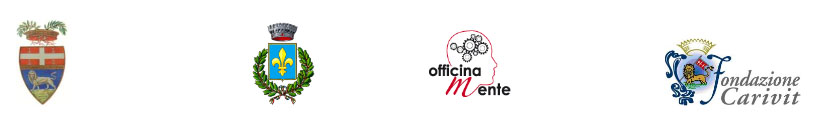 officina
mente
Fondazione
Carivit